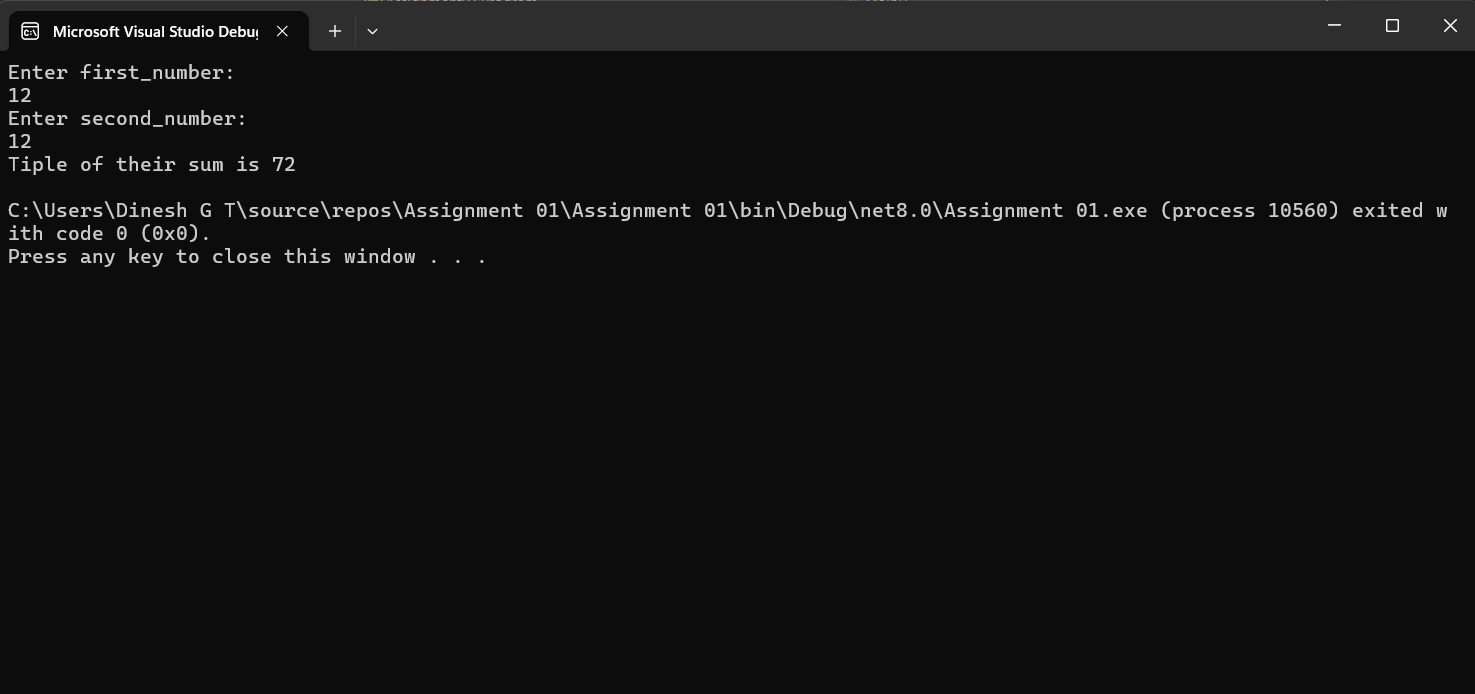 Microsoft Visual Studio Debu
Enter first_number:
12
Enter second_number:
12
Tiple of their sum is 72
C:\Users\Dinesh G T\source\repos\Assignment 01\Assignment 01\bin\Debug\net8.0\Assignment 01.exe (process 10560) exited w
ith code 0 (0x0).
Press any key to close this window . . .